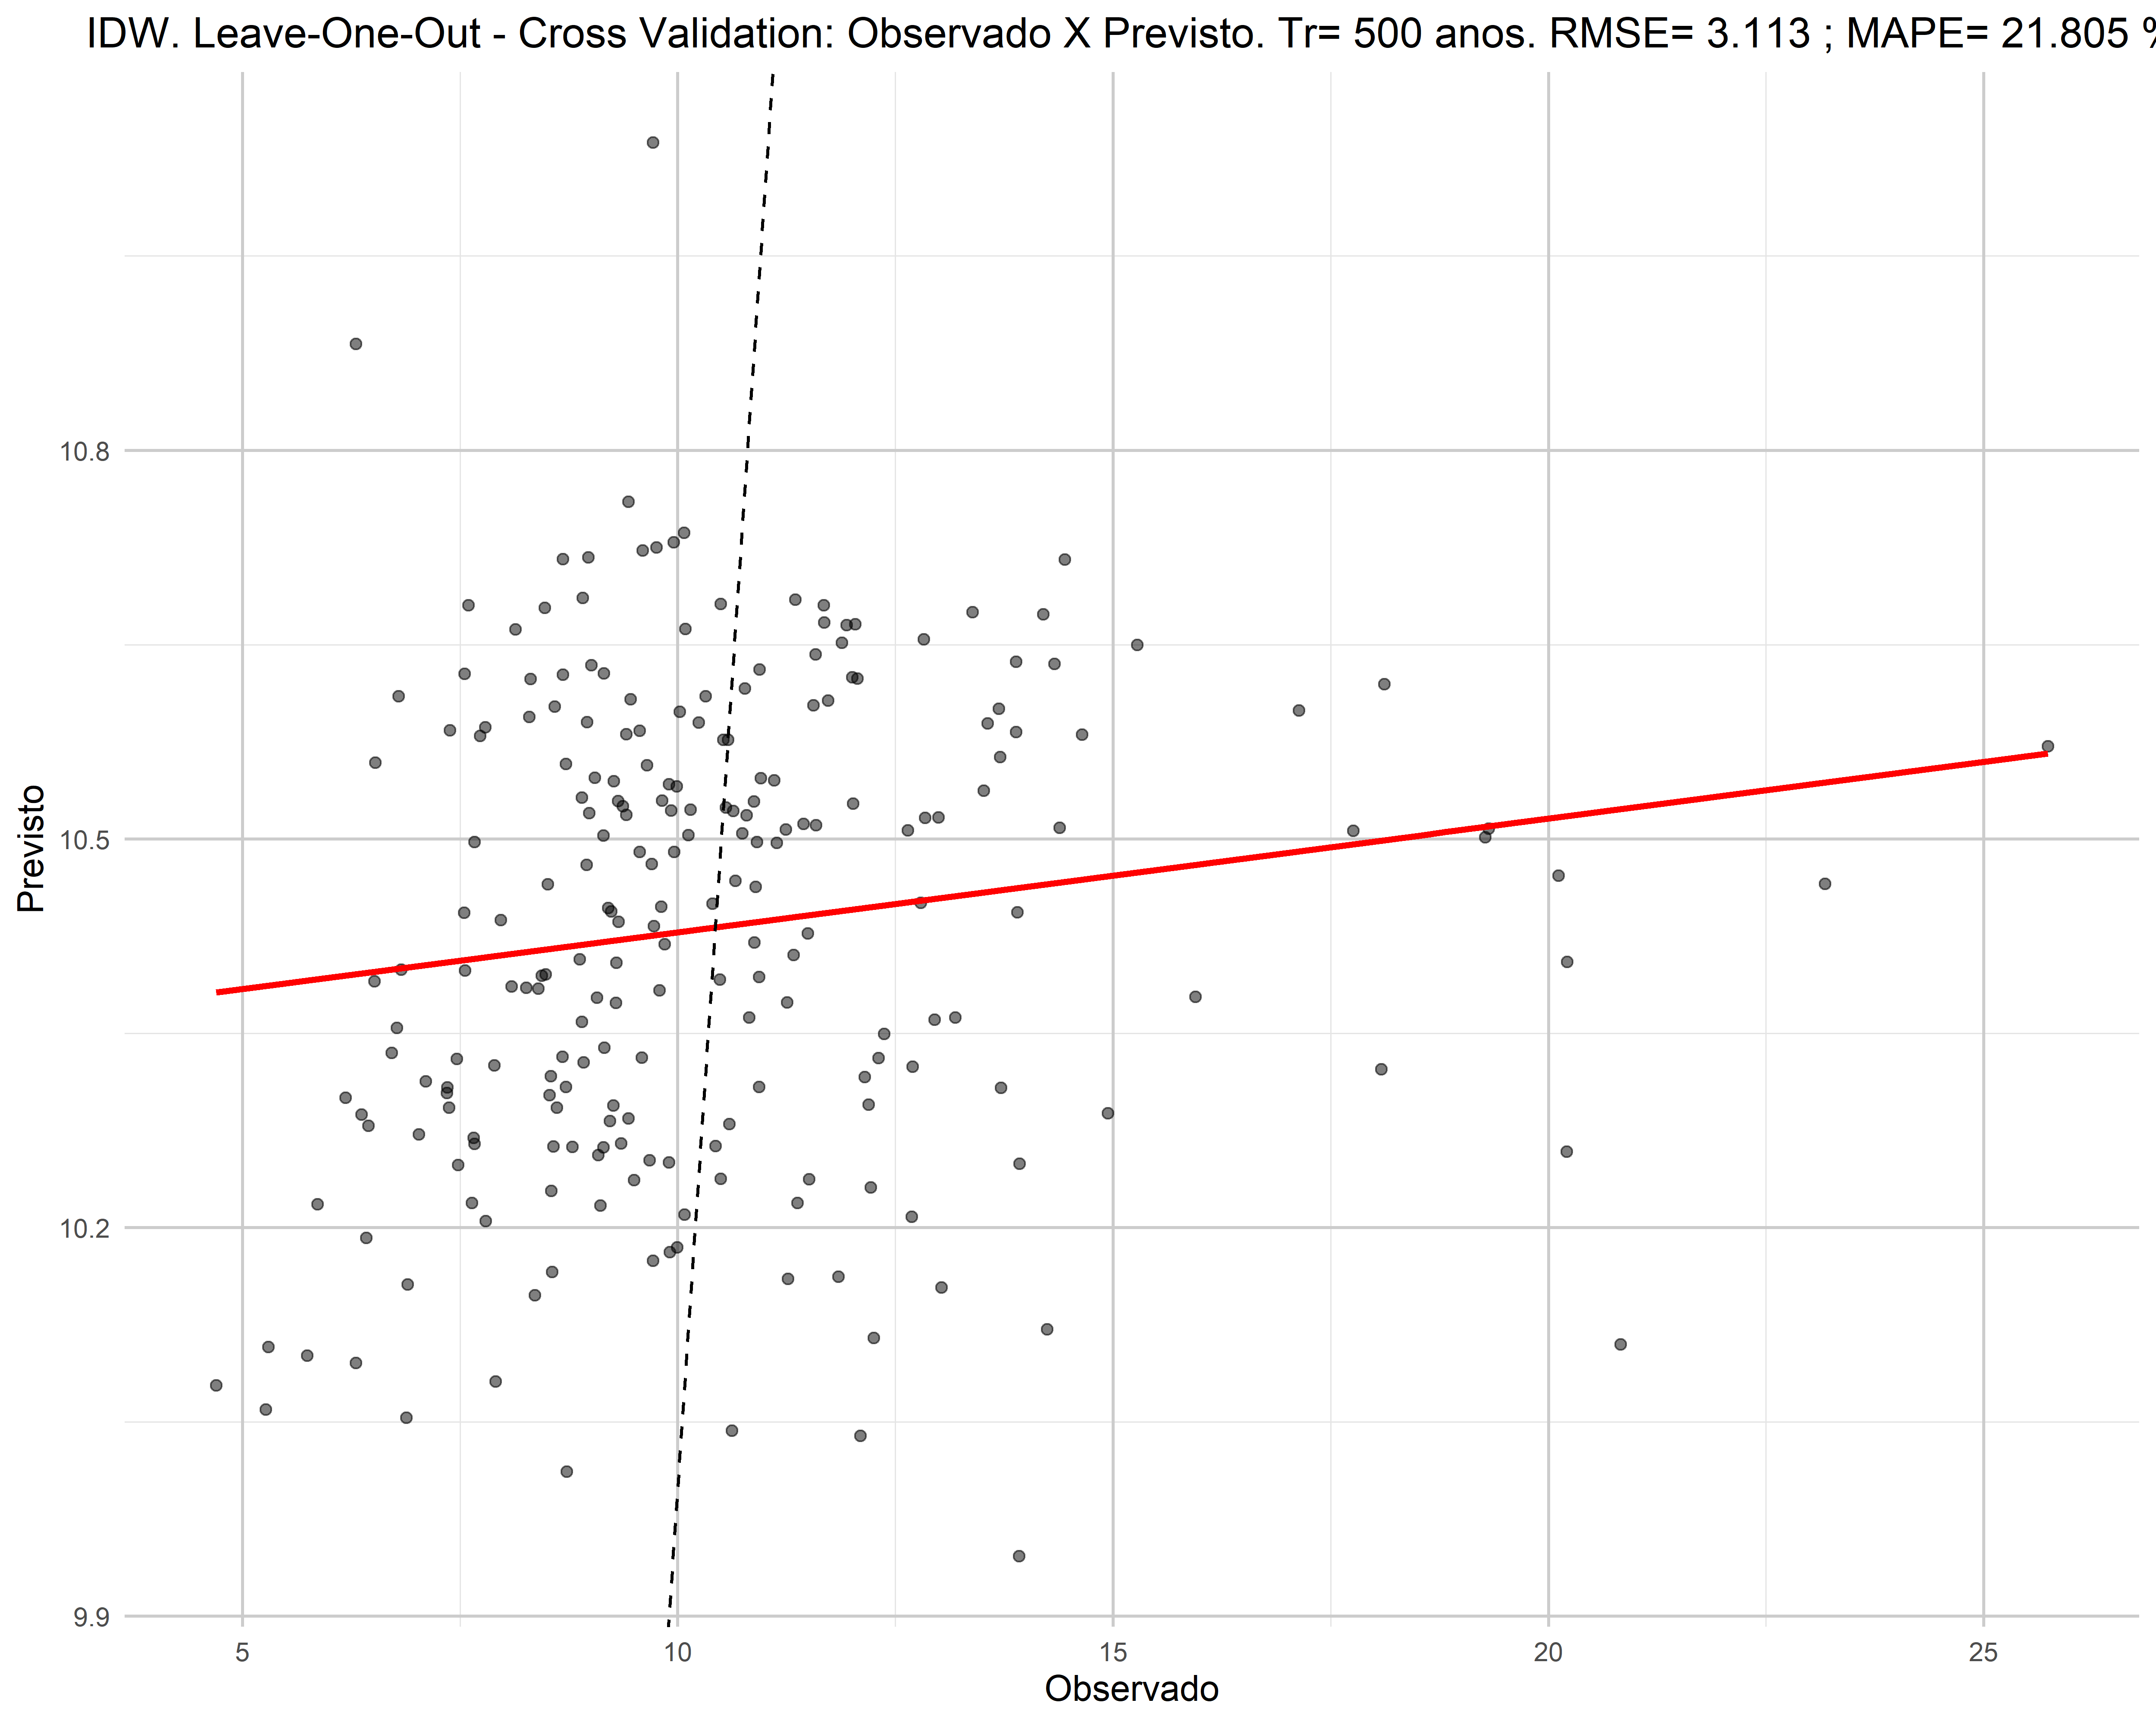 IDW. Leave-One-Out - Cross Validation: Observado X Previsto. Tr= 500 anos. RMSE= 3.113 ; MAPE= 21.805 %
10.8
10.5
10.2
9.9
Previsto
5 10 15 20 25
Observado